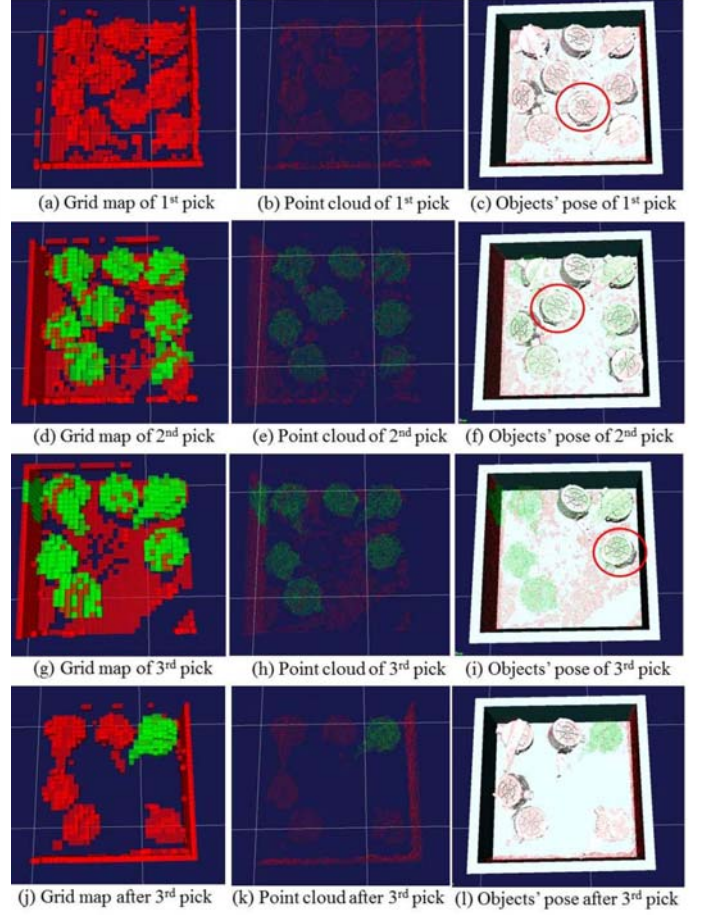 (a) Grid map of 1st pick
(b) Point cloud of 1st pick
(c) Objects' pose of 1st pick
(d) Grid map of 2nd pick
(e) Point cloud of 2nd pick
(f) Objects' pose of 2nd pick
(g) Grid map of 3rd pick
(h) Point cloud of 3rd pick
(i) Objects' pose of 3rd pick
(j) Grid map after 3rd pick
(k) Point cloud after 3rd pick
(l) Objects' pose after 3rd pick